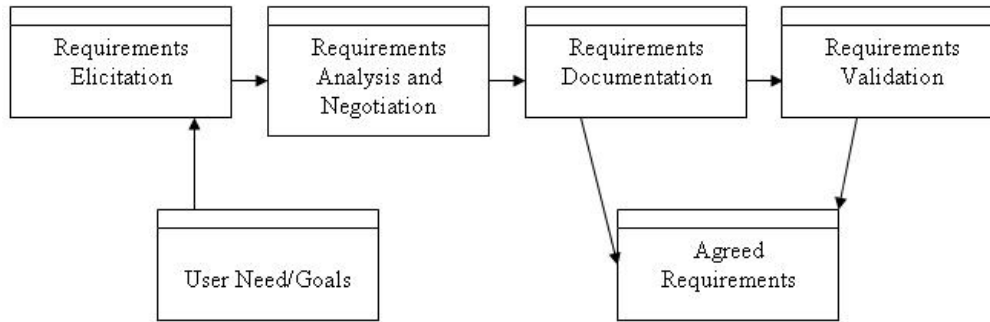 Requirements
Elicitation
Requirements
Analysis and
Negotiation
Requirements
Documentation
Requirements
Validation
User Need/Goals
Agreed
Requirements